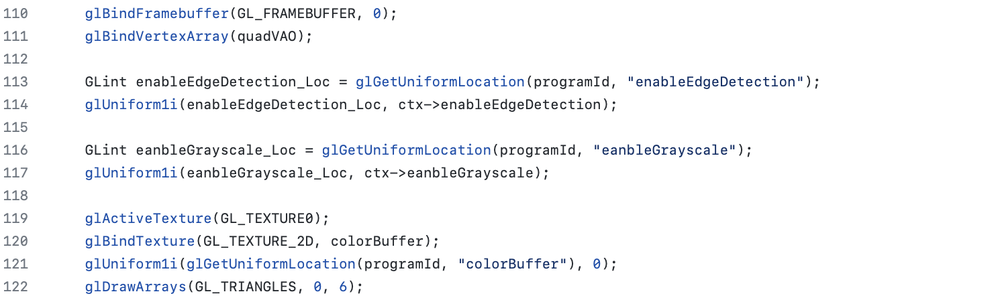 110 glBindFramebuffer(GL_FRAMEBUFFER, 0);
111 glBindVertexArray(quadVAO);
112
113 GLint enableEdgeDetection_Loc = glGetUniformLocation(programId, "enableEdgeDetection");
114 glUniform1i(enableEdgeDetection_Loc, ctx->enableEdgeDetection);
115
116 GLint eanbleGrayscale_Loc = glGetUniformLocation(programId, "eanbleGrayscale");
117 glUniform1i(eanbleGrayscale_Loc, ctx->eanbleGrayscale);
118
119 glActiveTexture(GL_TEXTURE0);
120 glBindTexture(GL_TEXTURE_2D, colorBuffer);
121 glUniform1i(glGetUniformLocation(programId, "colorBuffer"), 0);
122 glDrawArrays(GL_TRIANGLES, 0, 6);